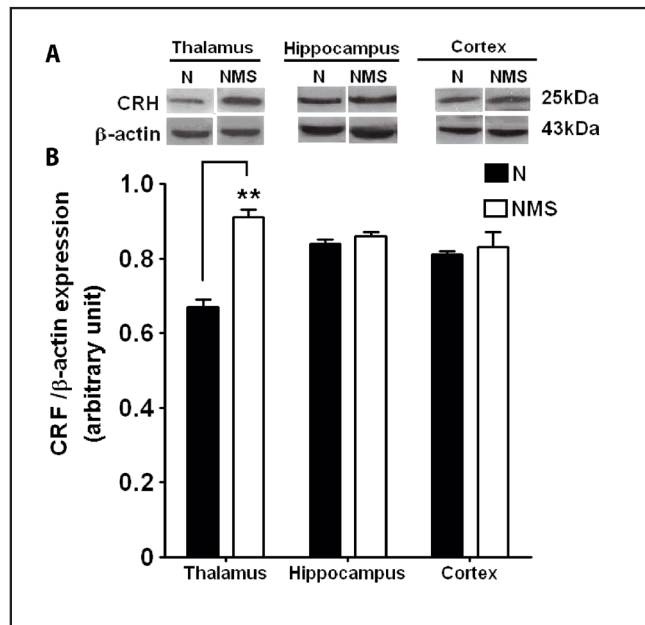 A
Thalamus Hippocampus Cortex
N NMS N NMS N NMS
CRH 25kDa
β-actin 43kDa
B
N
NMS
**
CRF /β-actin expression
(arbitrary unit)
1.0
0.8
0.6
0.4
0.2
0
Thalamus Hippocampus Cortex